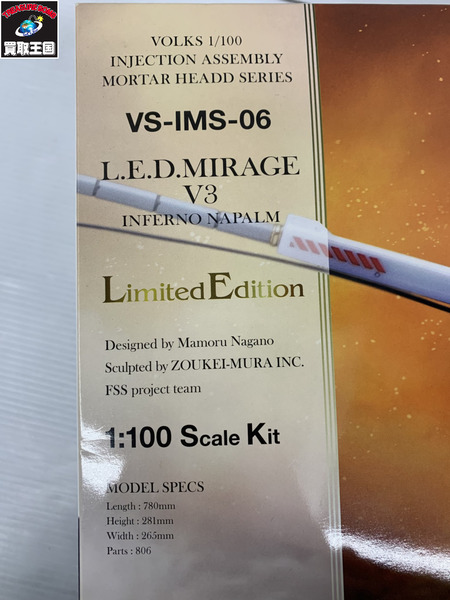 買取王国
VOLKS 1/100
INJECTION ASSEMBLY
MORTAR HEADD SERIES
VS-IMS-06
L.E.D.MIRAGE
V3
INFERNO NAPALM
Limited Edition
Designed by Mamoru Nagano
Sculpted by ZOUKEI-MURA INC.
FSS project team
1:100 Scale Kit
MODEL SPECS
Length : 780mm
Height : 281mm
Width : 265mm
Parts : 806